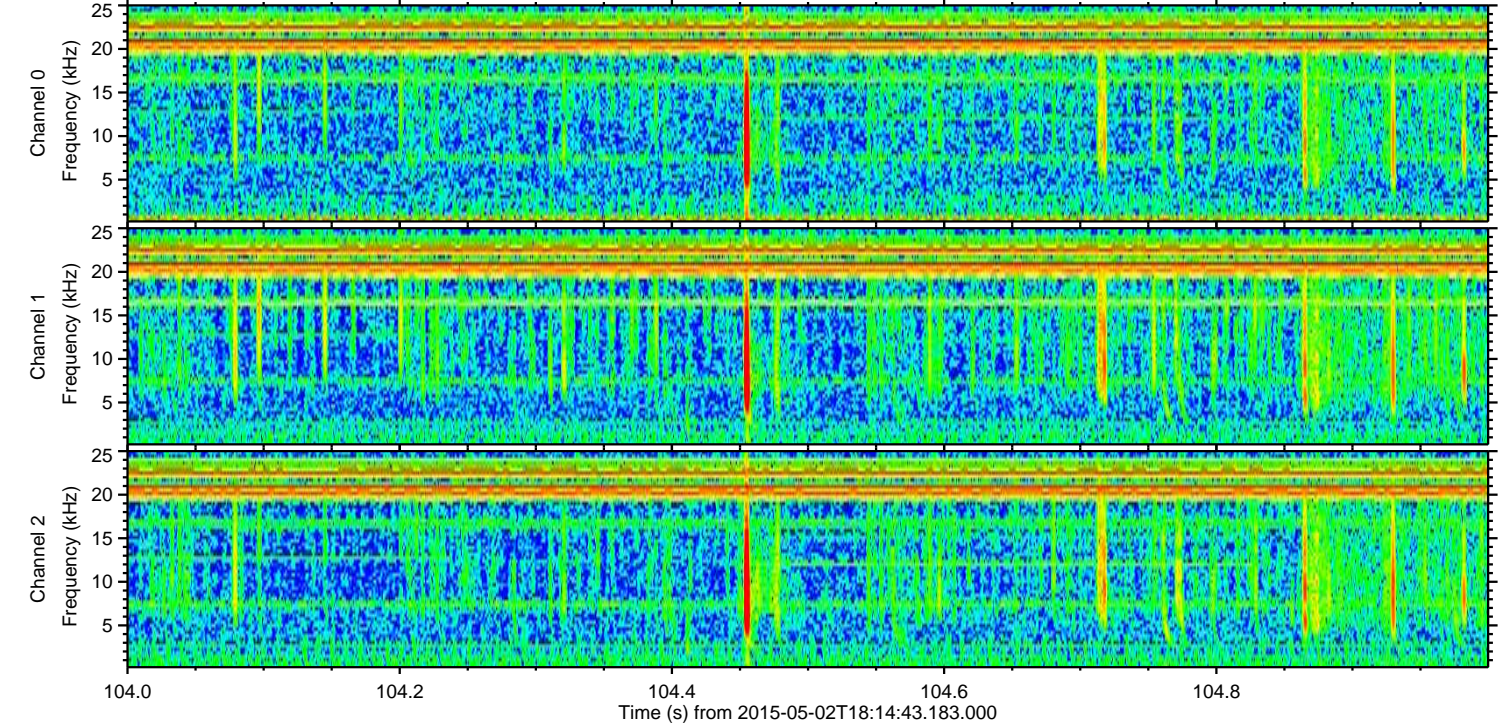 25
20
15
10
5
Channel 0
Frequency (kHz)
25
20
15
10
5
Channel 1
Frequency (kHz)
25
20
15
10
5
Channel 2
Frequency (kHz)
104.0 104.2 104.4 104.6 104.8
Time (s) from 2015-05-02T18:14:43.183.000